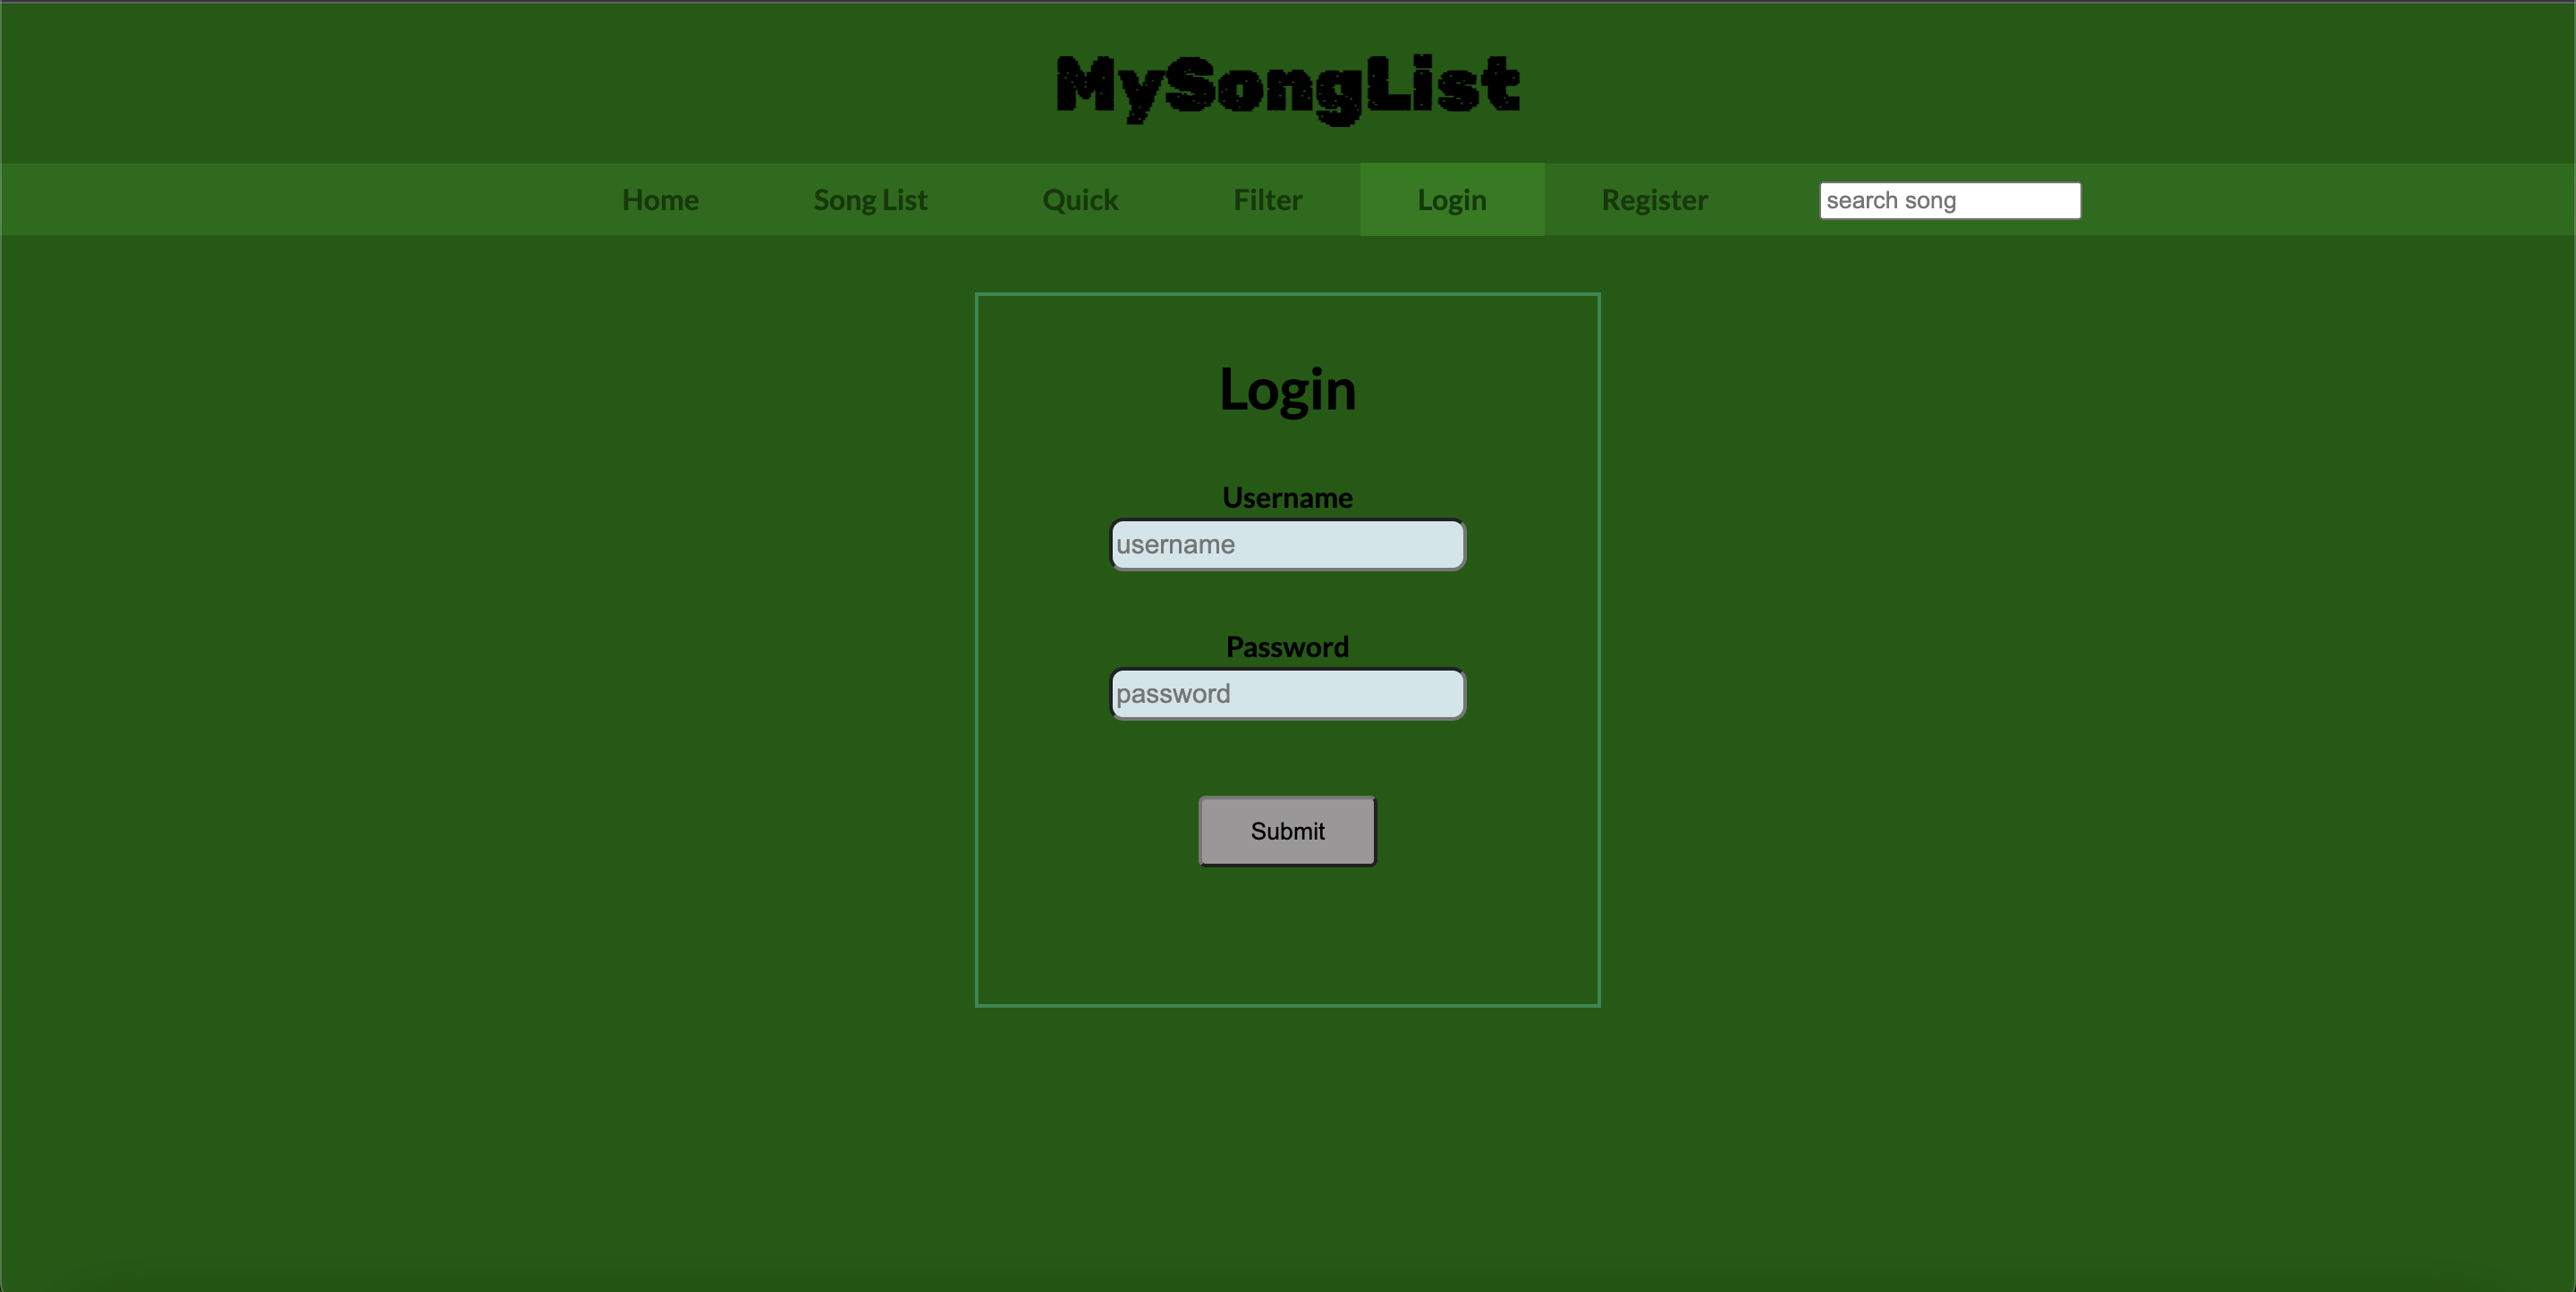 MySongList
Home Song List Quick Filter Login Register search song
Login
Username
username
Password
password
Submit